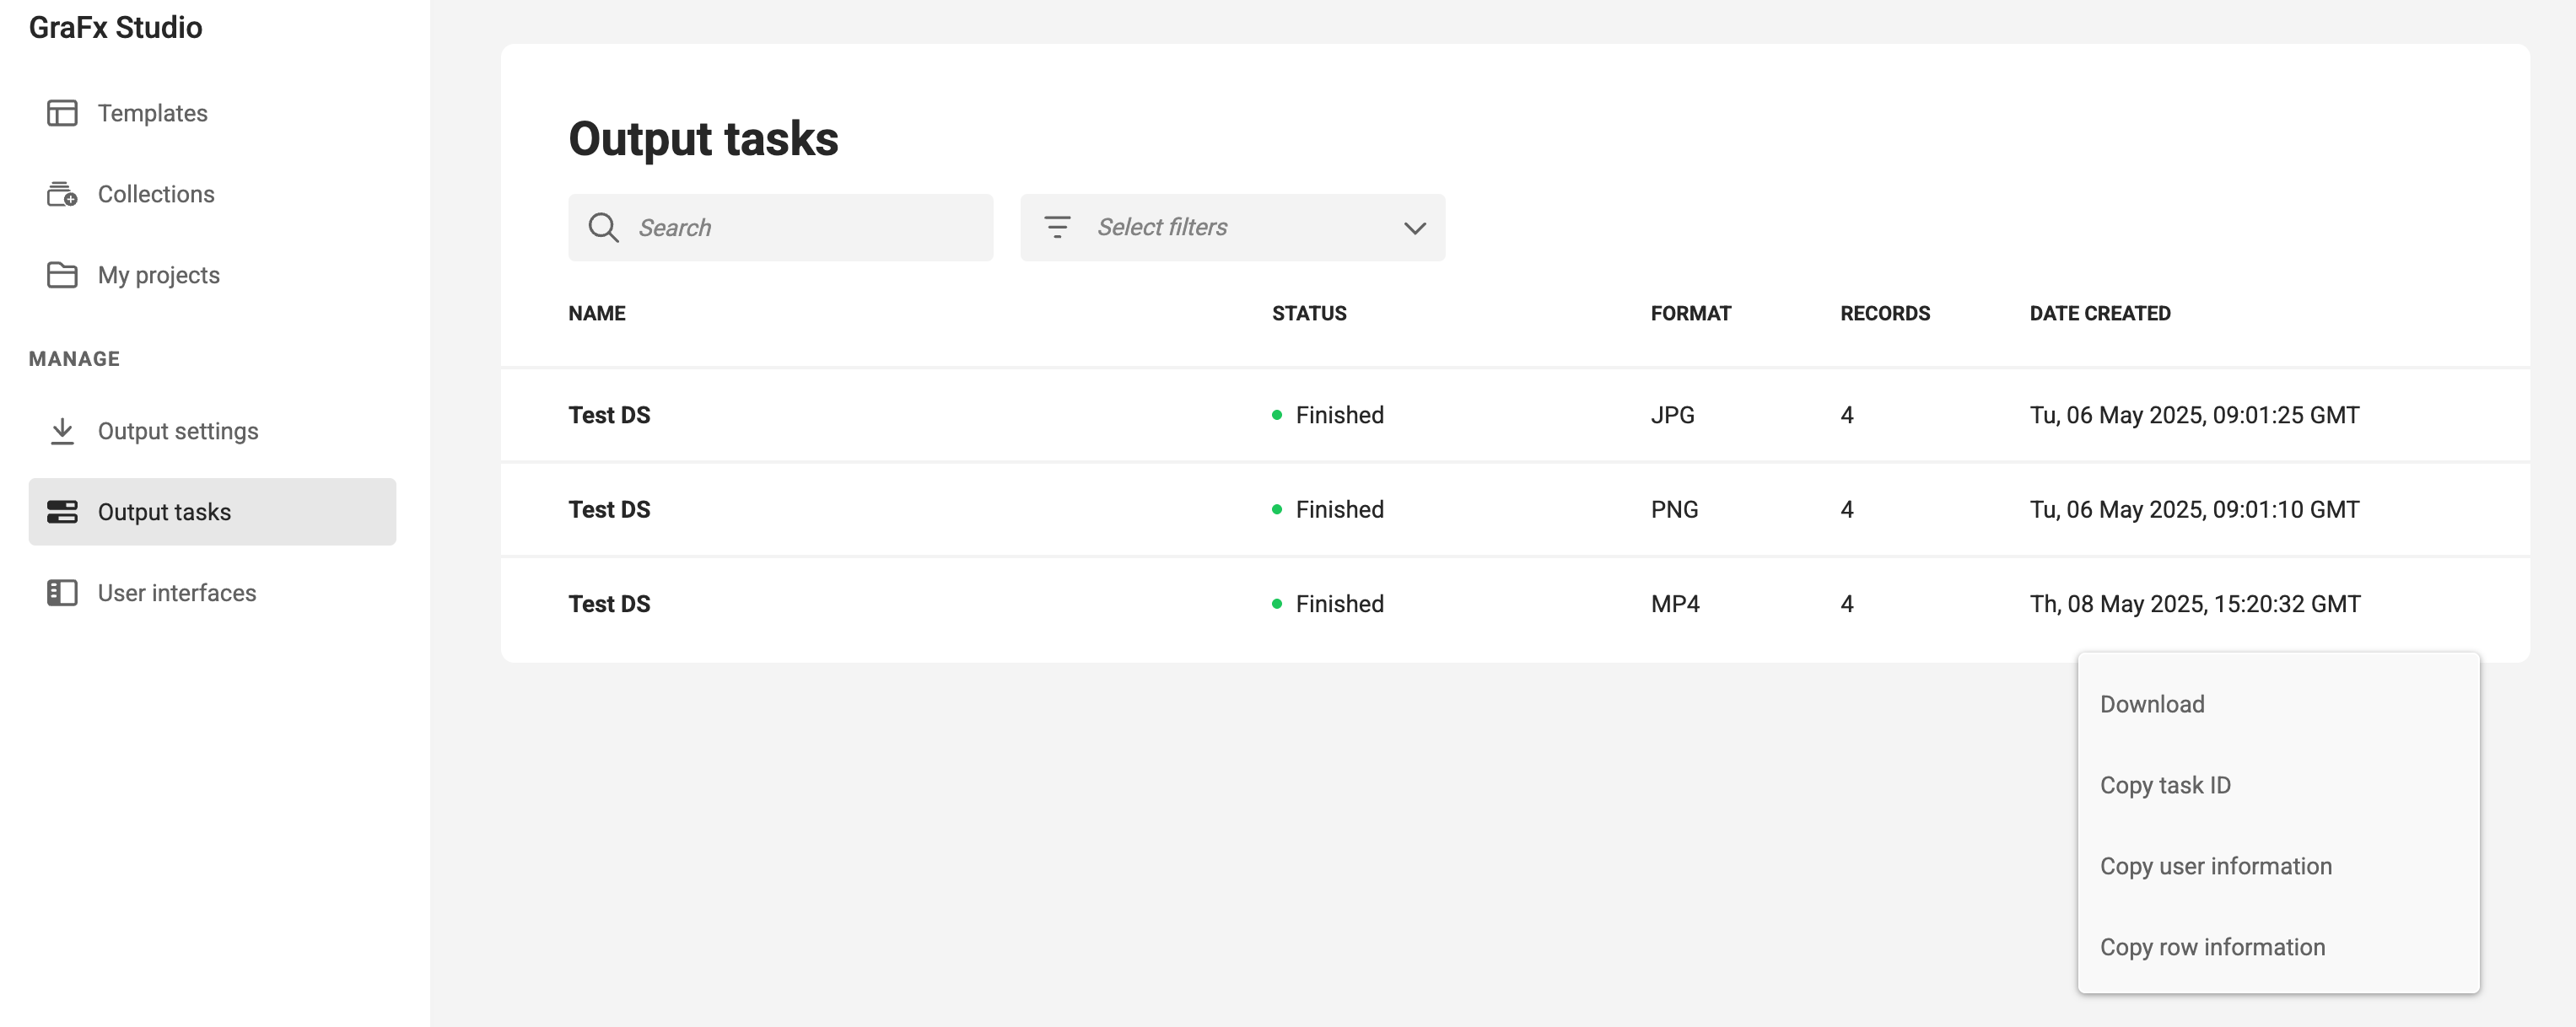 GraFx Studio
Templates
Collections
My projects
MANAGE
Output settings
Output tasks
User interfaces
Output tasks
Search
Select filters
NAME STATUS FORMAT RECORDS DATE CREATED
Test DS Finished JPG 4 Tu, 06 May 2025, 09:01:25 GMT
Test DS Finished PNG 4 Tu, 06 May 2025, 09:01:10 GMT
Test DS Finished MP4 4 Th, 08 May 2025, 15:20:32 GMT
Download
Copy task ID
Copy user information
Copy row information